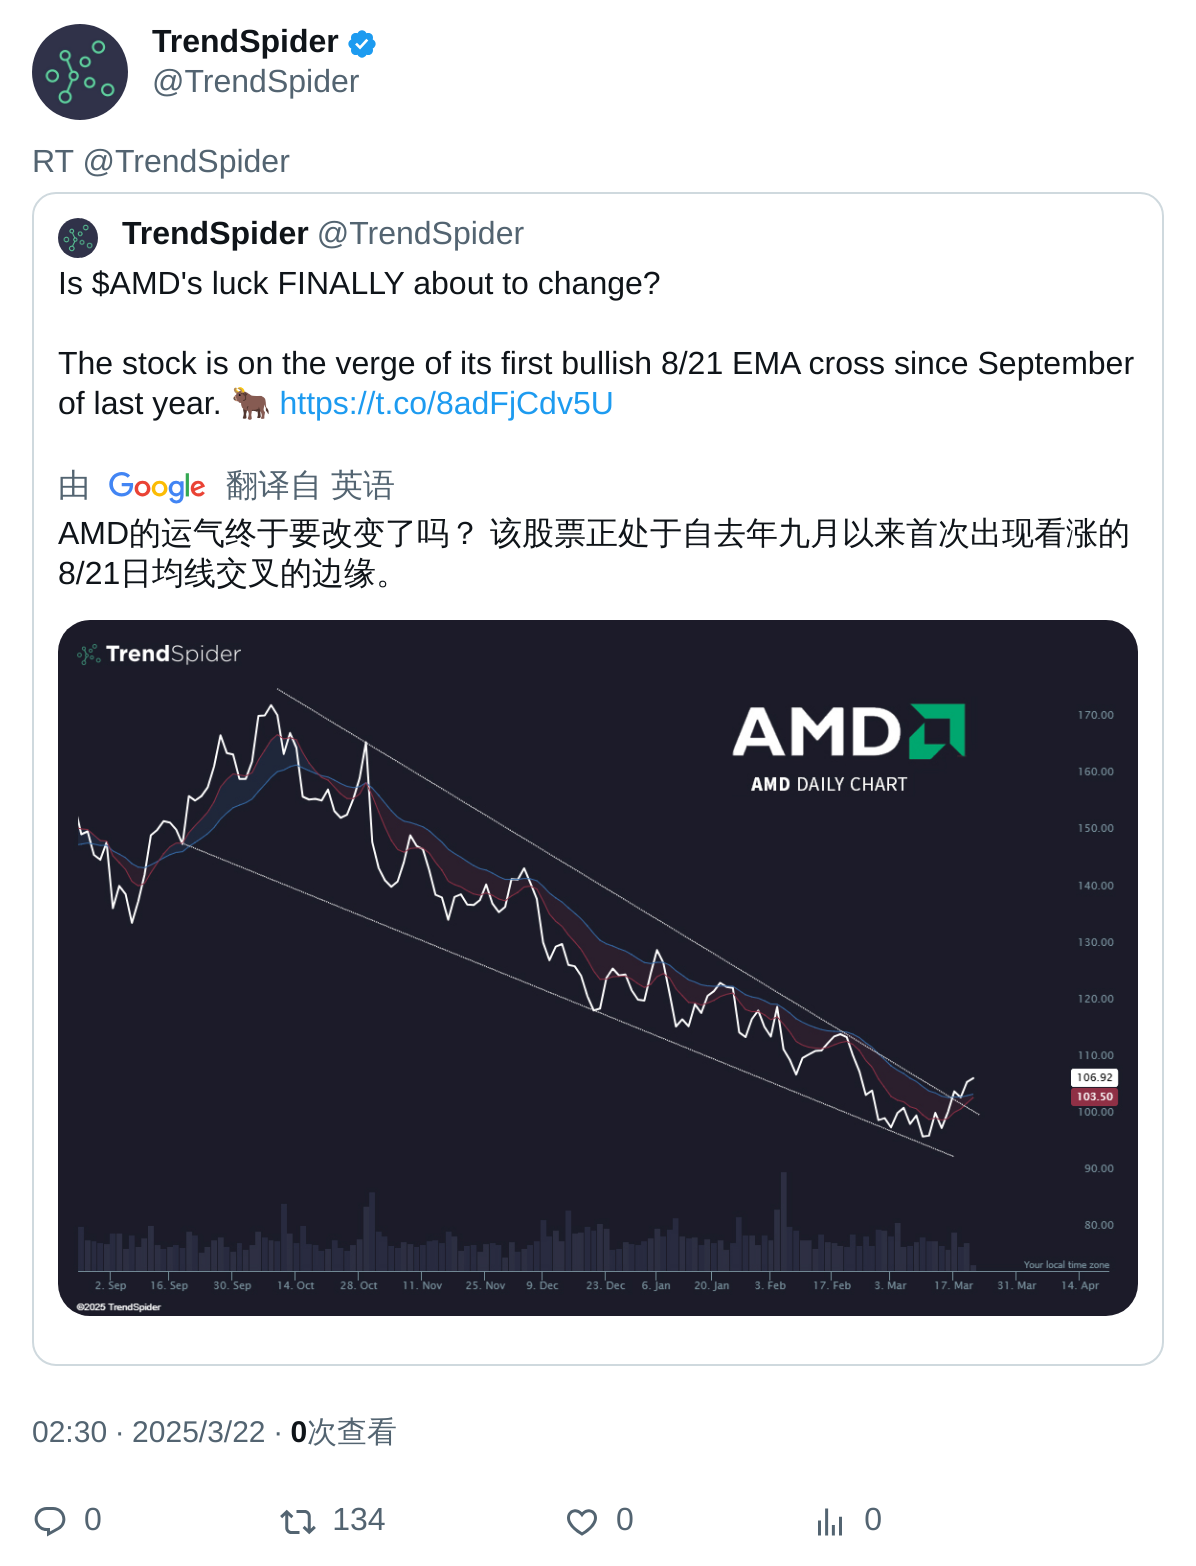 TrendSpider
@TrendSpider
RT @TrendSpider
TrendSpider @TrendSpider
Is $AMD's luck FINALLY about to change?
The stock is on the verge of its first bullish 8/21 EMA cross since September
of last year. 🐂 https://t.co/8adFjCdv5U
由 Google 翻译自 英语
AMD的运气终于要改变了吗？ 该股票正处于自去年九月以来首次出现看涨的
8/21日均线交叉的边缘。
TrendSpider
AMD
AMD DAILY CHART
170.00
160.00
150.00
140.00
130.00
120.00
110.00
106.92
103.50
100.00
90.00
80.00
Your local time zone
2. Sep 16. Sep 30. Sep 14. Oct 28. Oct 11. Nov 25. Nov 9. Dec 23. Dec 6. Jan 20. Jan 3. Feb 17. Feb 3. Mar 17. Mar 31. Mar 14. Apr
©2025 TrendSpider
02:30 · 2025/3/22 · 0次查看
0 134 0 0